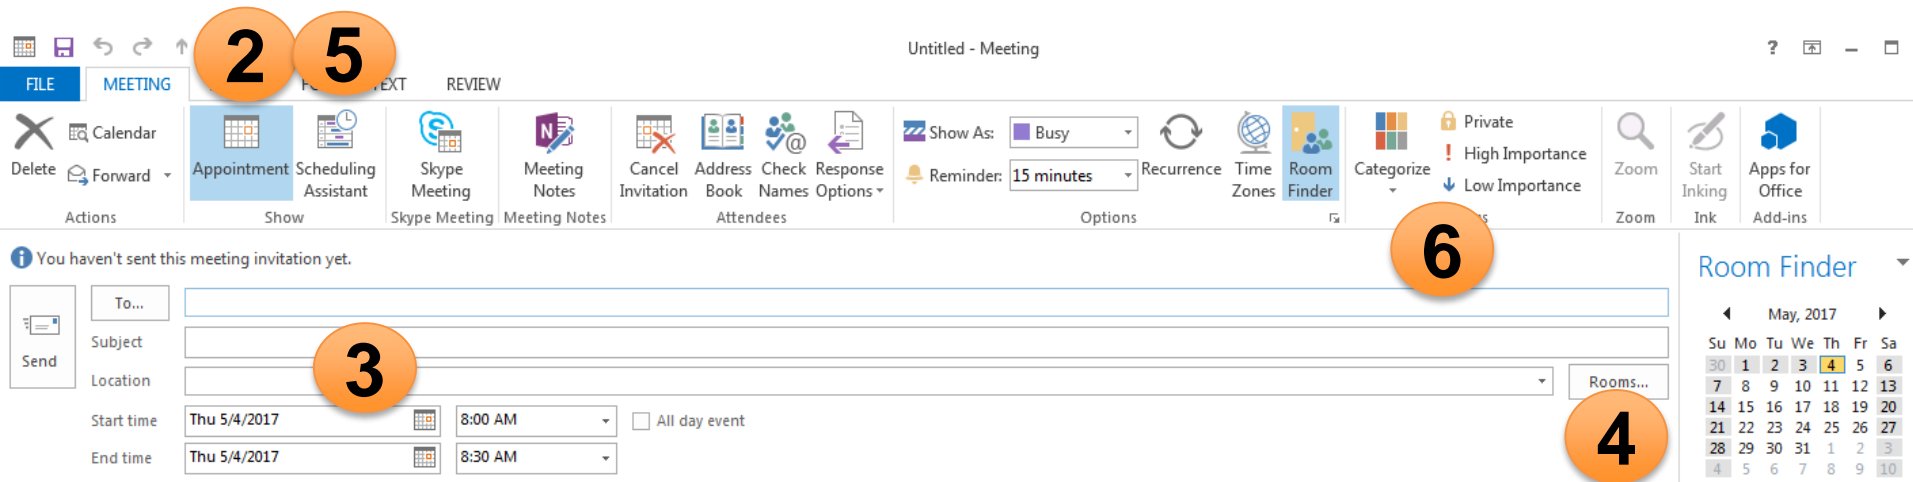 2 5
Untitled - Meeting ?
FILE MEETING REVIEW
Delete Calendar Forward
Appointment Scheduling Assistant
Skype Meeting
Meeting Notes
Cancel Invitation Address Book Check Names Response Options
Show As: Busy
Reminder: 15 minutes
Recurrence Time Zones Room Finder
Categorize
Private
High Importance
Low Importance
Zoom
Start Inking
Apps for Office
Actions Show Skype Meeting Meeting Notes Attendees Options Zoom Ink Add-ins
6
You haven't sent this meeting invitation yet.
Send
To...
Subject
3
Location Rooms...
4
Start time Thu 5/4/2017 8:00 AM All day event
End time Thu 5/4/2017 8:30 AM
Room Finder
May, 2017
Su Mo Tu We Th Fr Sa
30 1 2 3 4 5 6
7 8 9 10 11 12 13
14 15 16 17 18 19 20
21 22 23 24 25 26 27
28 29 30 31 1 2 3
4 5 6 7 8 9 10